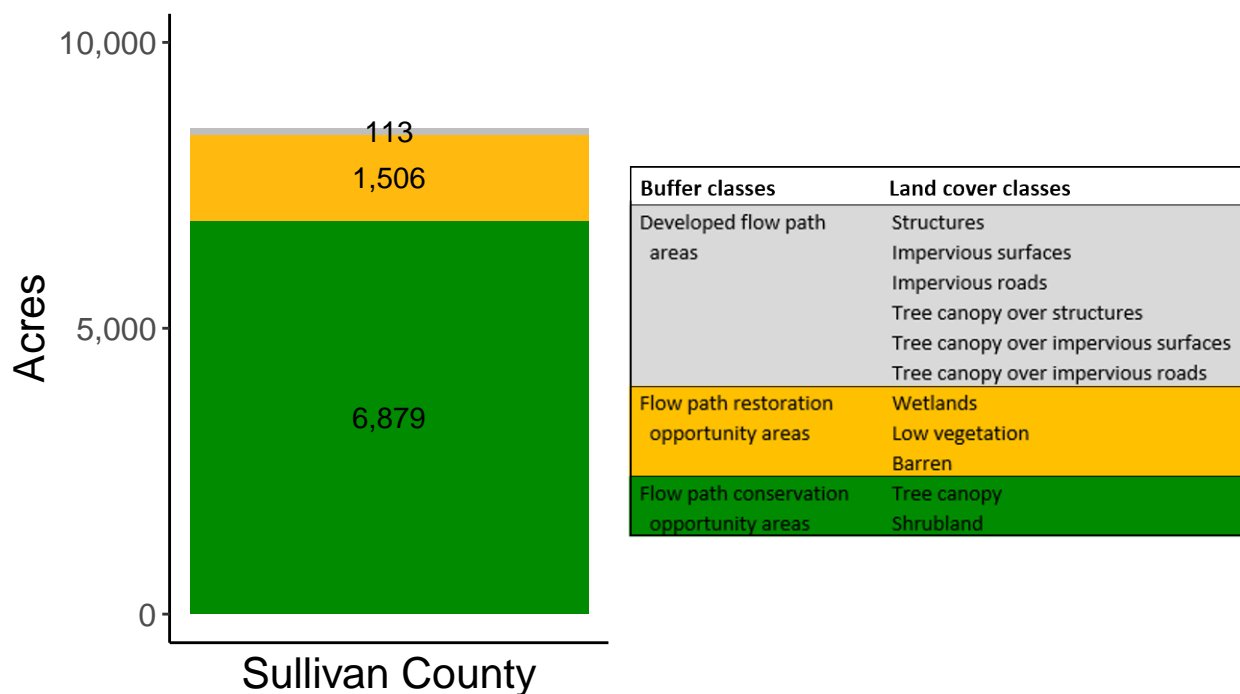 10,000
5,000
0
Acres
113
1,506
6,879
Sullivan County
Buffer classes Land cover classes
Developed flow path Structures
areas Impervious surfaces
Impervious roads
Tree canopy over structures
Tree canopy over impervious surfaces
Tree canopy over impervious roads
Flow path restoration Wetlands
opportunity areas Low vegetation
Barren
Flow path conservation Tree canopy
opportunity areas Shrubland